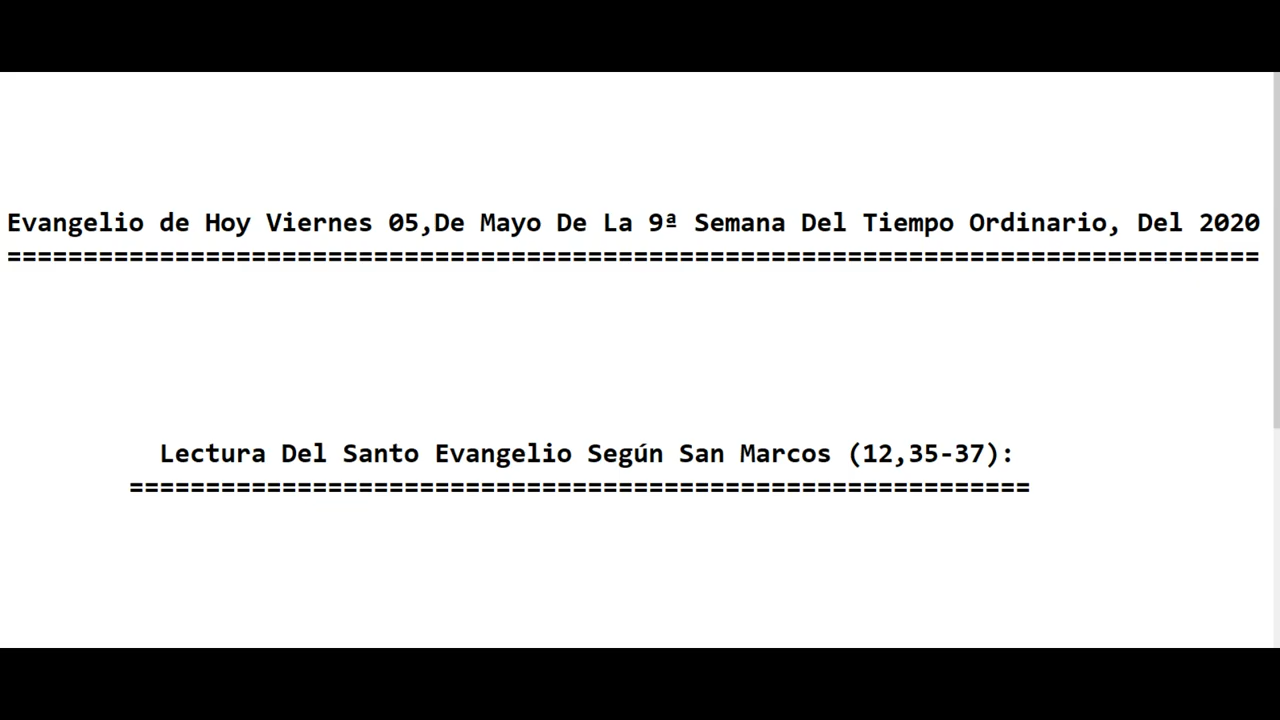 Evangelio de Hoy Viernes 05,De Mayo De La 9ª Semana Del Tiempo Ordinario, Del 2020
==================================================================================
Lectura Del Santo Evangelio Según San Marcos (12,35-37):
===========================================================